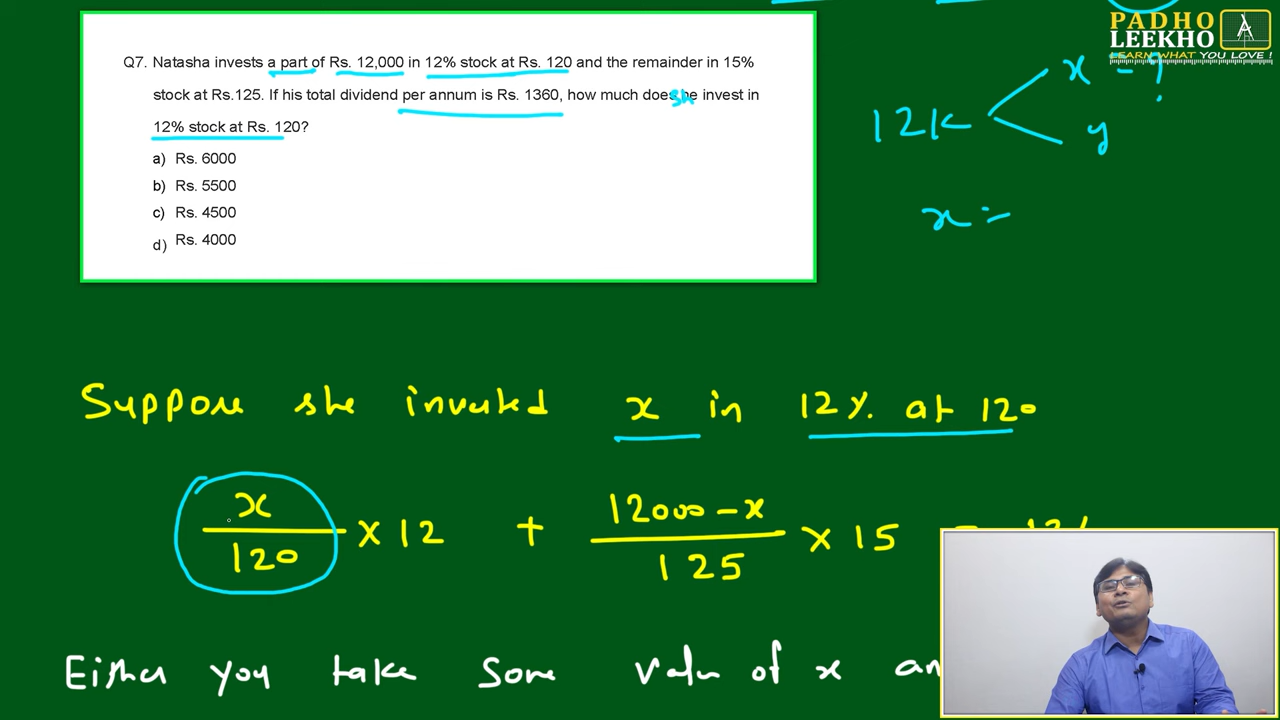 PADHO
LEEKHO
LEARN WHAT YOU LOVE !
Q7. Natasha invests a part of Rs. 12,000 in 12% stock at Rs. 120 and the remainder in 15%
stock at Rs.125. If his total dividend per annum is Rs. 1360, how much does she invest in
12% stock at Rs. 120?
a) Rs. 6000
b) Rs. 5500
c) Rs. 4500
d) Rs. 4000
12K
x = ?
y
x =
Suppose she invested x in 12% at 120
x/120 × 12 + 12000 - x/125 × 15
Either you take some value of x